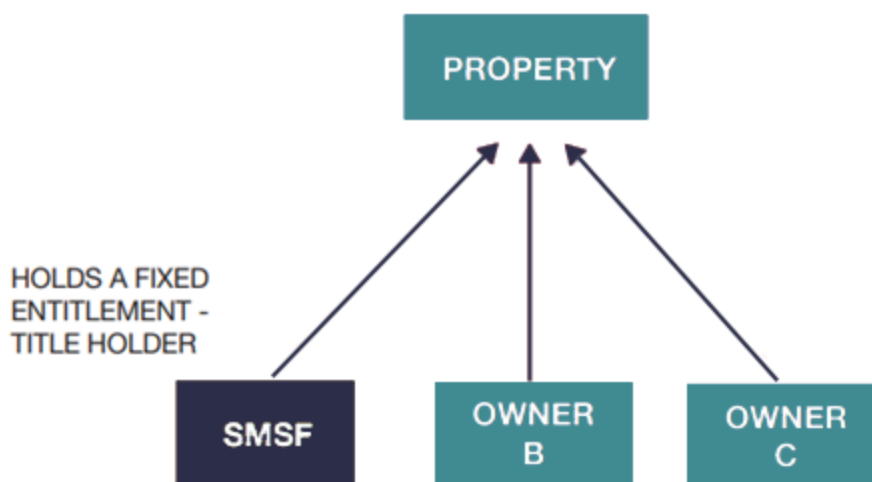 PROPERTY
HOLDS A FIXED
ENTITLEMENT -
TITLE HOLDER
SMSF
OWNER
B
OWNER
C